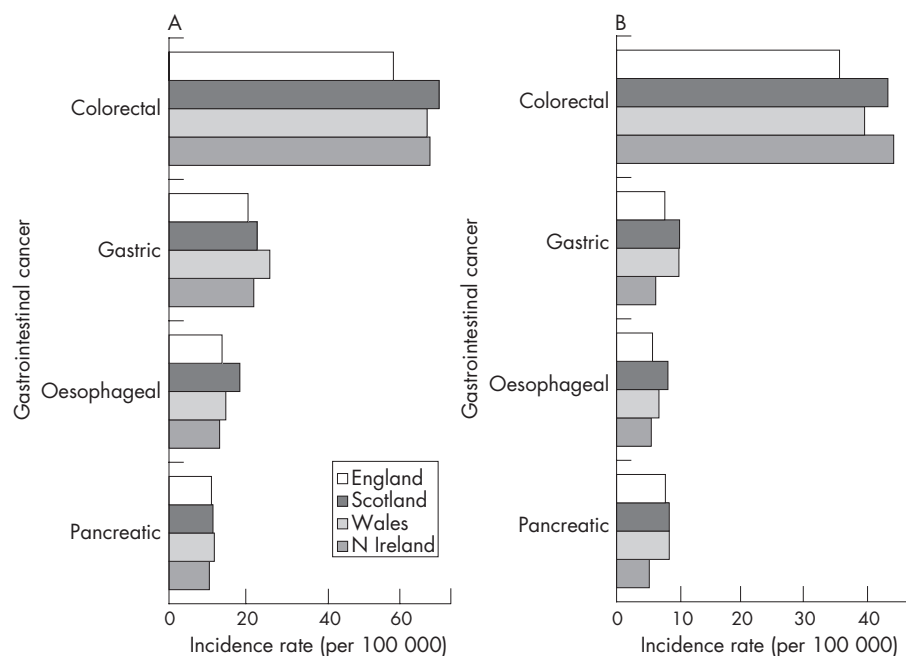 A
Gastrointestinal cancer
Colorectal
Gastric
Oesophageal
Pancreatic
England
Scotland
Wales
N Ireland
0 20 40 60
Incidence rate (per 100 000)
B
Gastrointestinal cancer
Colorectal
Gastric
Oesophageal
Pancreatic
0 10 20 30 40
Incidence rate (per 100 000)